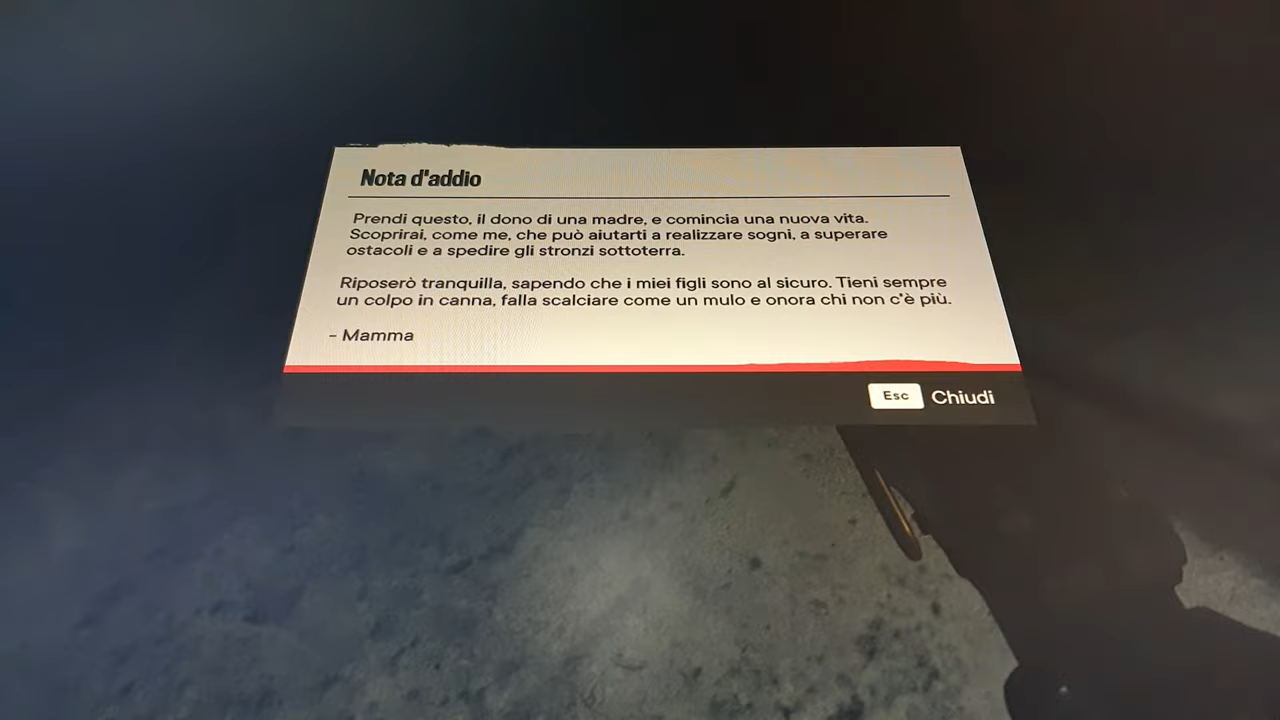 Nota d'addio
Prendi questo, il dono di una madre, e comincia una nuova vita.
Scoprirai, come me, che può aiutarti a realizzare sogni, a superare
ostacoli e a spedire gli stronzi sottoterra.
Riposerò tranquilla, sapendo che i miei figli sono al sicuro. Tieni sempre
un colpo in canna, falla scalciare come un mulo e onora chi non c'è più.
- Mamma
Esc Chiudi